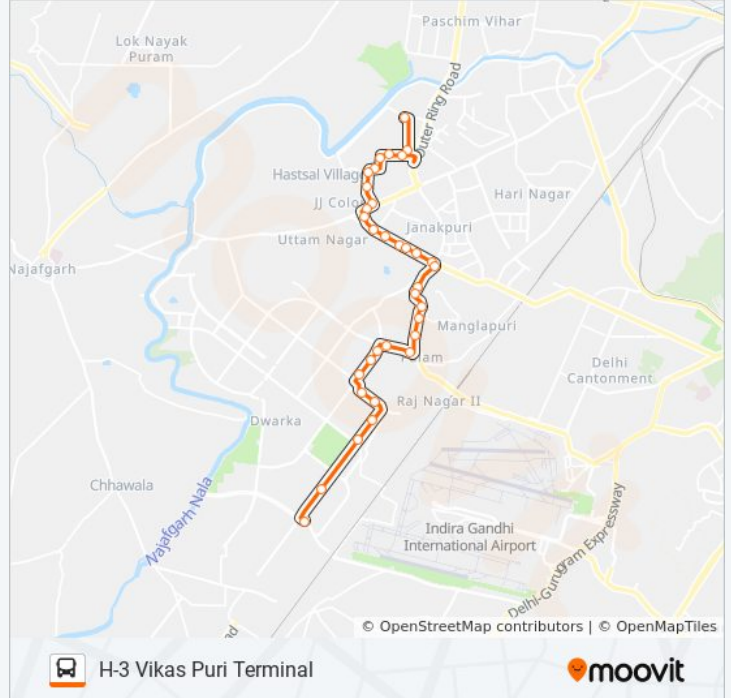 Paschim Vihar
Lok Nayak
Puram
Outer Ring Road
Hastsal Village
Hari Nagar
JJ Colo
Janakpuri
Uttam Nagar
Najafgarh
Manglapuri
Palam
Delhi
Cantonment
Raj Nagar II
Dwarka
Chhawala
Najafgarh Nala
Indira Gandhi
International Airport
Delhi-Gurugram Expressway
© OpenStreetMap contributors | © OpenMapTiles
H-3 Vikas Puri Terminal
moovit